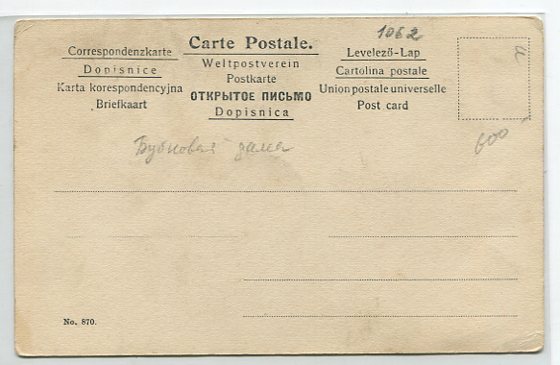 1062
Carte Postale.
Correspondenzkarte
Dopisnice
Karta korespondencyjna
Briefkaart
Weltpostverein
Postkarte
ОТКРЫТОЕ ПИСЬМО
Dopisnica
Levelező-Lap
Cartolina postale
Union postale universelle
Post card
a
Бубновая дама
600
No. 870.